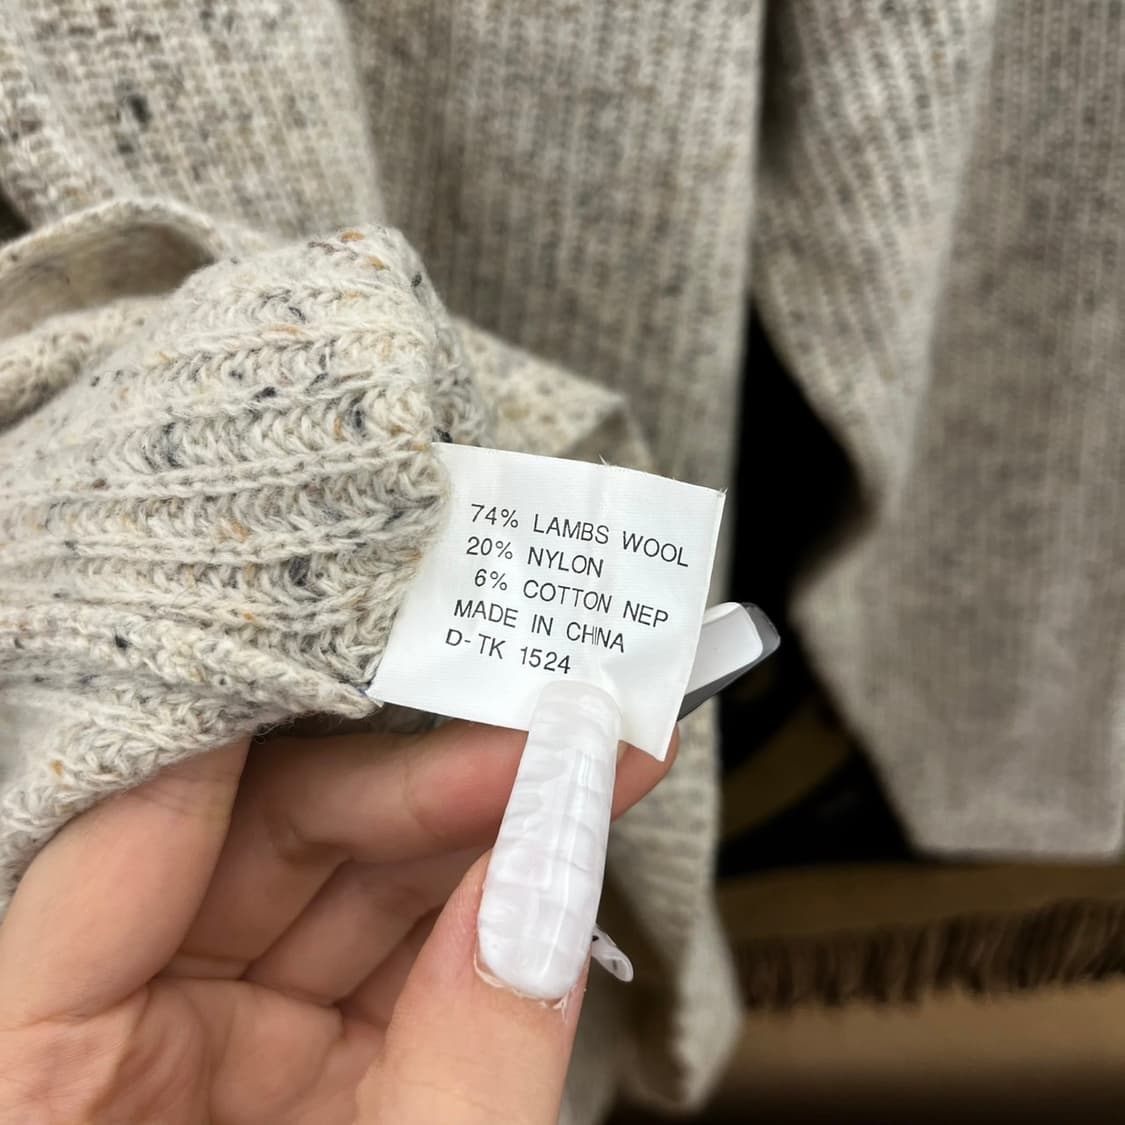 74% LAMBS WOOL
20% NYLON
6% COTTON NEP
MADE IN CHINA
D-TK 1524